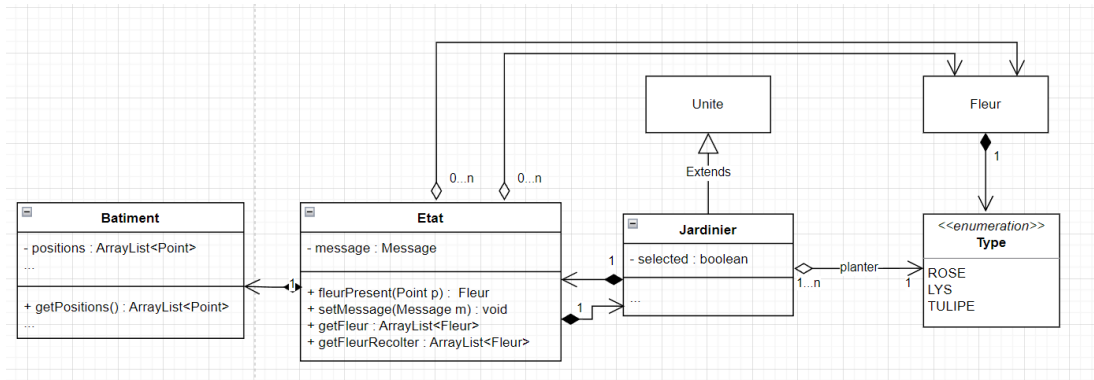 Unite
Fleur
0...n
0...n
1
Extends
Batiment
- positions : ArrayList<Point>
...
+ getPositions() : ArrayList<Point>
...
1
Etat
- message : Message
+ fleurPresent(Point p) : Fleur
+ setMessage(Message m) : void
+ getFleur : ArrayList<Fleur>
+ getFleurRecolter : ArrayList<Fleur>
1
1
Jardinier
- selected : boolean
...
planter
1...n
1
<<enumeration>>
Type
ROSE
LYS
TULIPE